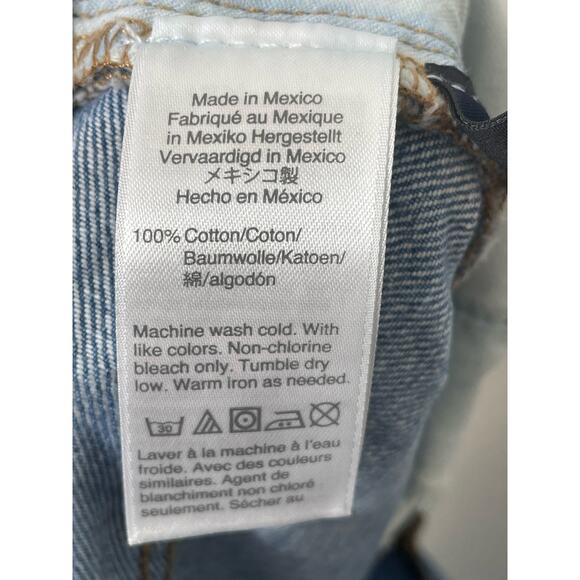 Made in Mexico
Fabriqué au Mexique
in Mexiko Hergestellt
Vervaardigd in Mexico
メキシコ製
Hecho en México
100% Cotton/Coton/
Baumwolle/Katoen/
綿/algodón
Machine wash cold. With
like colors. Non-chlorine
bleach only. Tumble dry
low. Warm iron as needed.
30
Laver à la machine à l'eau
froide. Avec des couleurs
similaires. Agent de
blanchiment non chloré
seulement. Sécher au